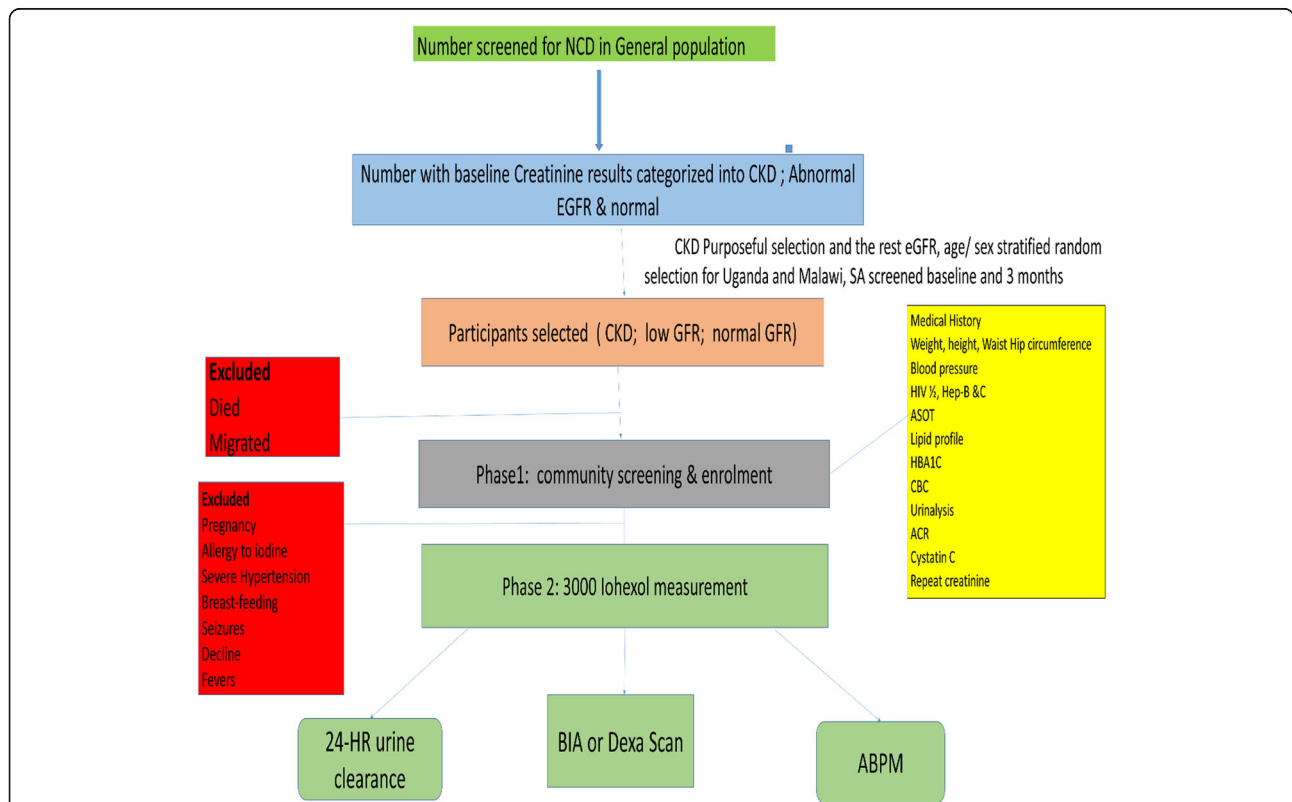 Number screened for NCD in General population
Number with baseline Creatinine results categorized into CKD ; Abnormal
EGFR & normal
CKD Purposeful selection and the rest eGFR, age/ sex stratified random
selection for Uganda and Malawi, SA screened baseline and 3 months
Participants selected ( CKD; low GFR; normal GFR)
Excluded
Died
Migrated
Phase1: community screening & enrolment
Medical History
Weight, height, Waist Hip circumference
Blood pressure
HIV ½, Hep-B &C
ASOT
Lipid profile
HBA1C
CBC
Urinalysis
ACR
Cystatin C
Repeat creatinine
Excluded
Pregnancy
Allergy to iodine
Severe Hypertension
Breast-feeding
Seizures
Decline
Fevers
Phase 2: 3000 Iohexol measurement
24-HR urine
clearance
BIA or Dexa Scan
ABPM